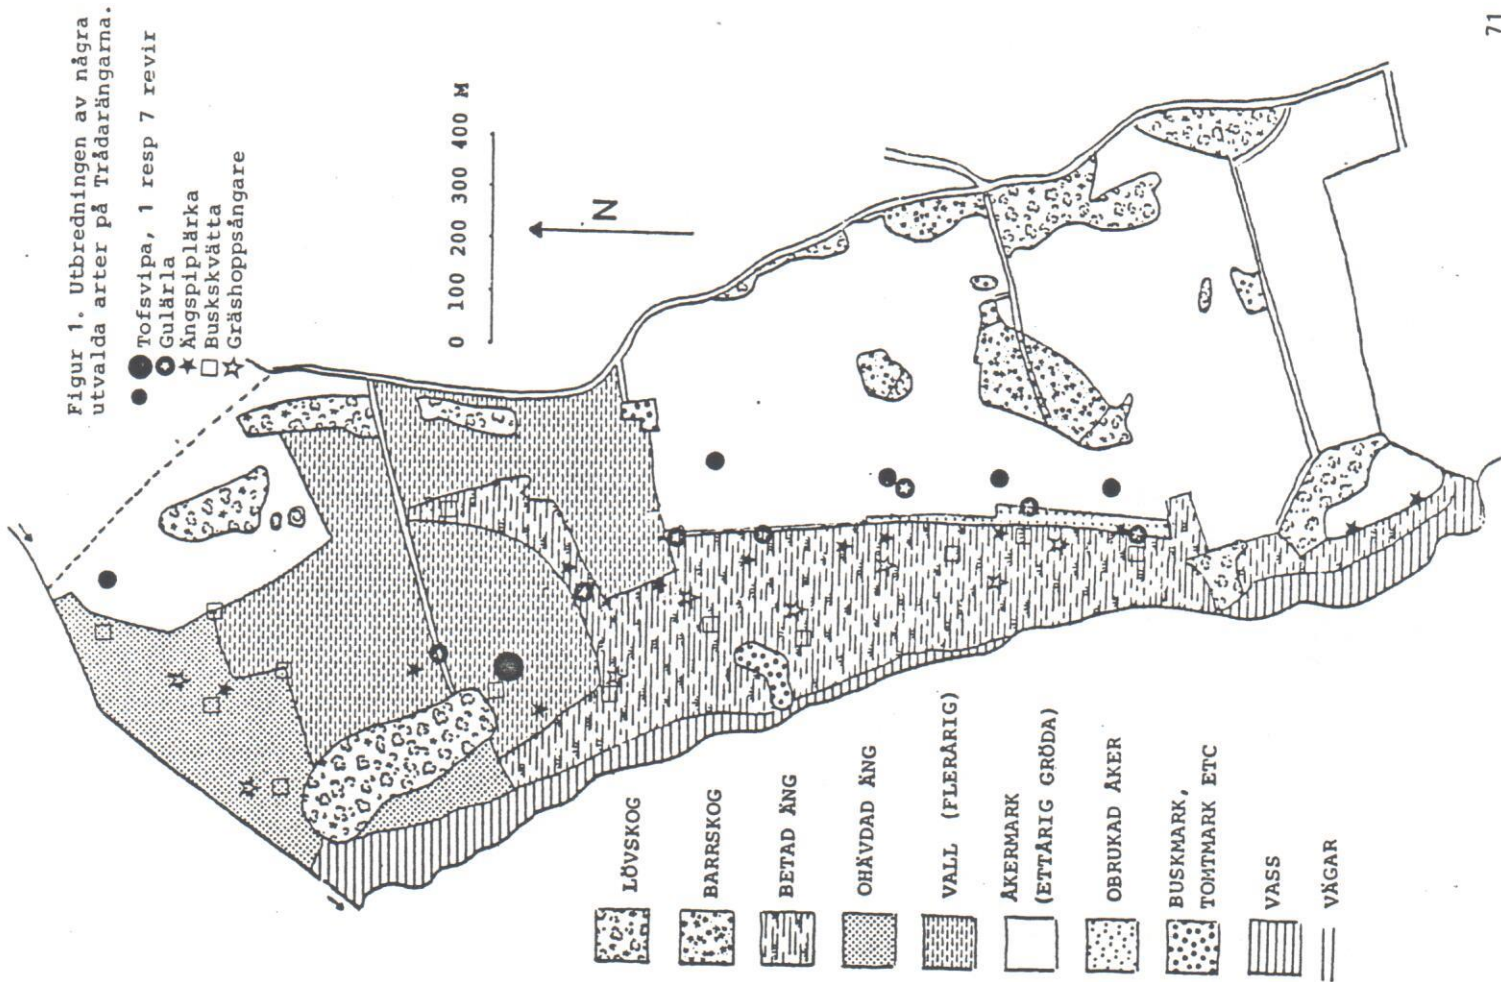 Figur 1. Utbredningen av några
utvalda arter på Trådarängarna.
Tofsvipa, 1 resp 7 revir
Gulärla
Ängspiplärka
Buskskvätta
Gräshoppsångare
0 100 200 300 400 M
N
LÖVSKOG
BARRSKOG
BETAD ÄNG
OHÄVDAD ÄNG
VALL (FLERÅRIG)
ÅKERMARK
(ETTÅRIG GRÖDA)
OBRUKAD ÅKER
BUSKMARK,
TOMTMARK ETC
VASS
VÄGAR
71